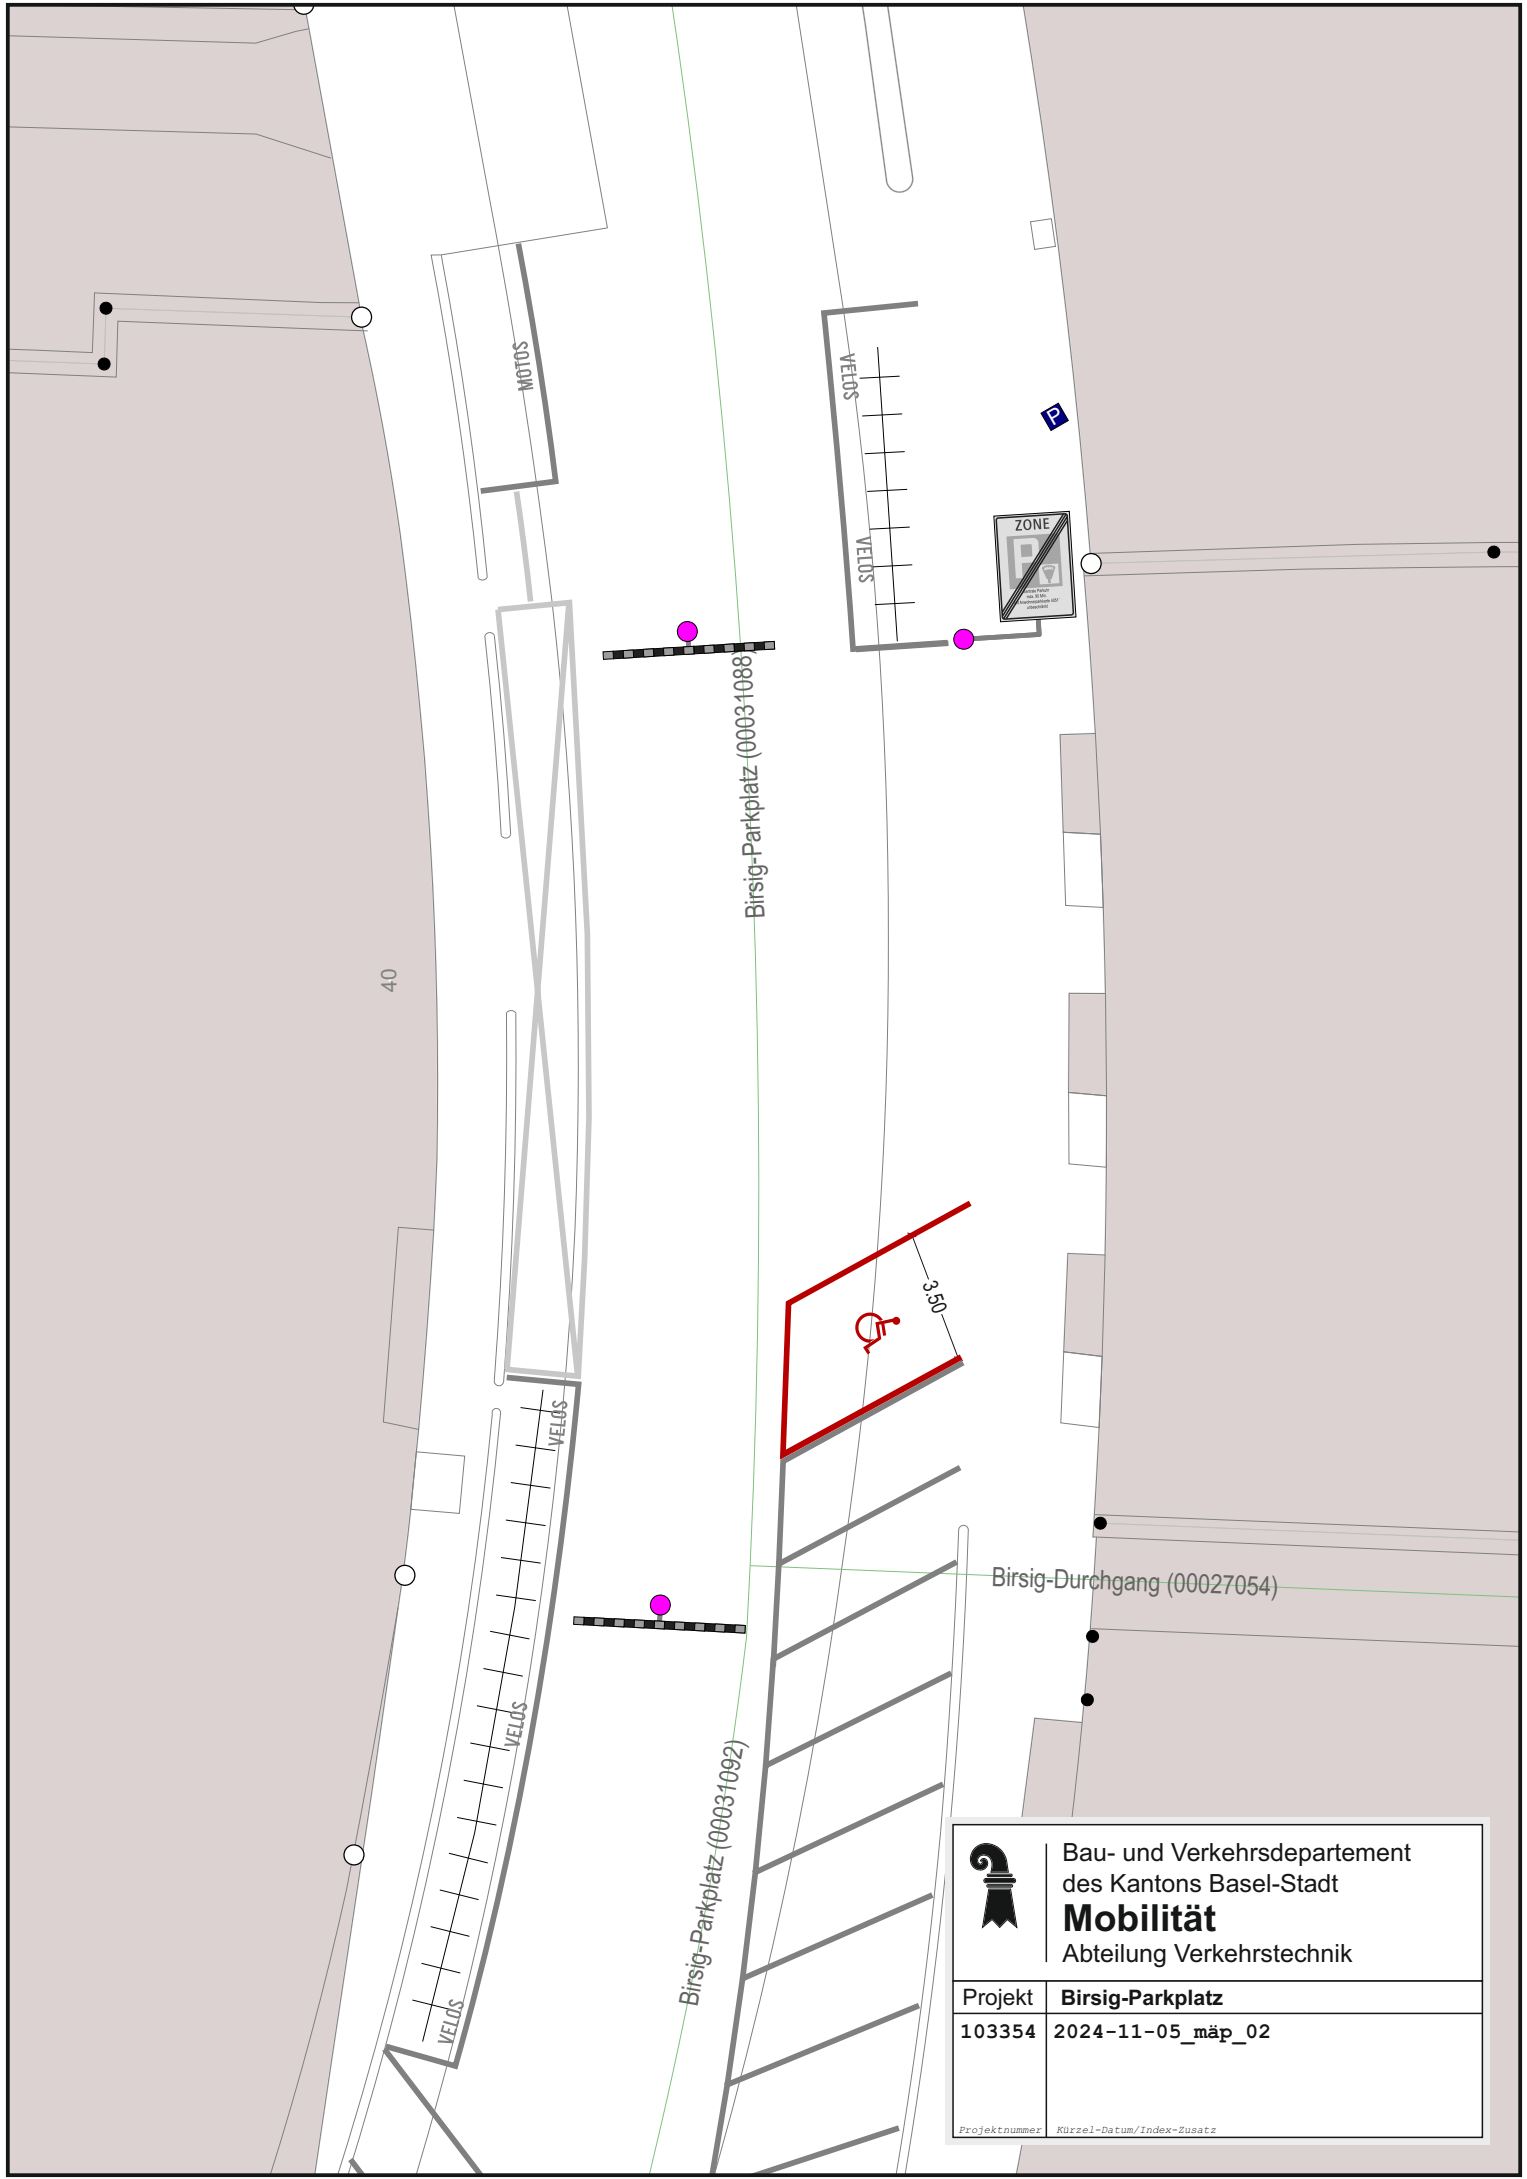 MOTOS
VELOS
P
VELOS
ZONE
P
Birsig-Parkplatz (00031088)
40
3.50
VELOS
Birsig-Durchgang (00027054)
VELOS
Birsig-Parkplatz (00031092)
VELOS
Bau- und Verkehrsdepartement
des Kantons Basel-Stadt
Mobilität
Abteilung Verkehrstechnik
Projekt Birsig-Parkplatz
103354 2024-11-05_mäp_02
Projektnummer Kürzel-Datum/Index-Zusatz